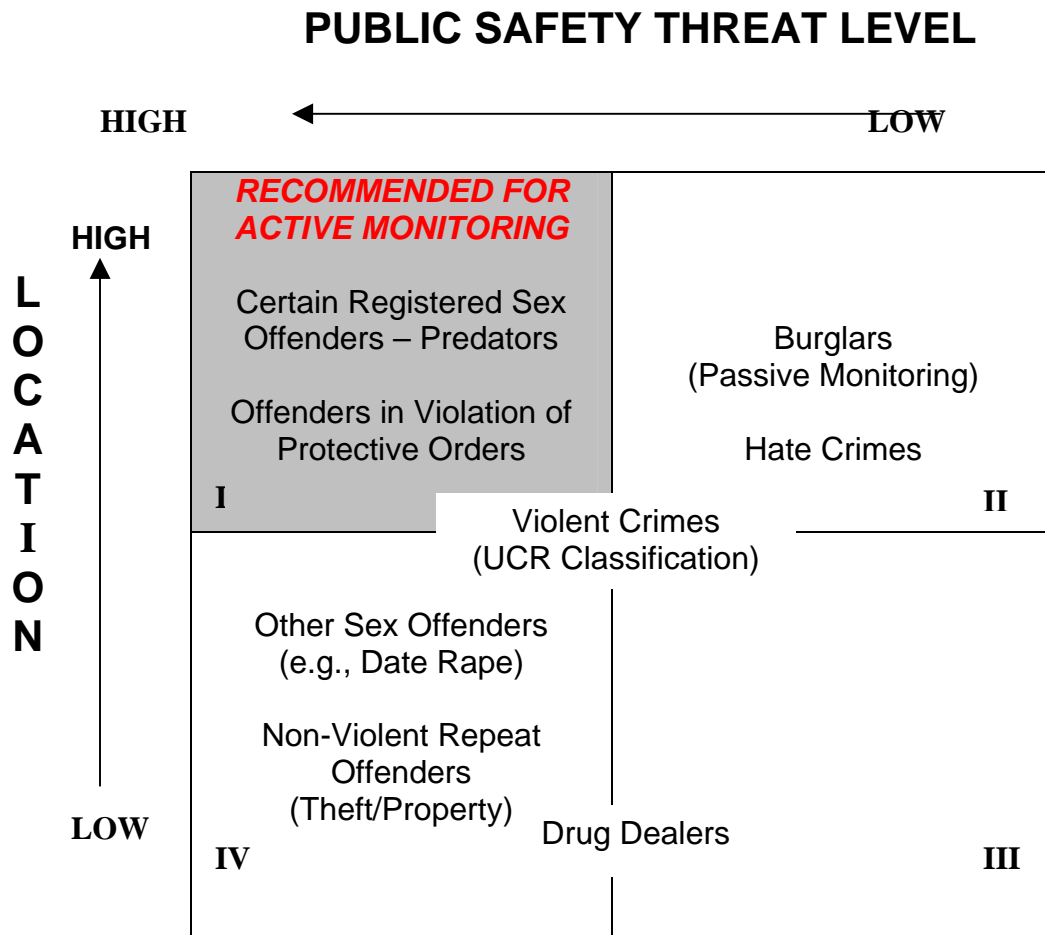 PUBLIC SAFETY THREAT LEVEL
HIGH
LOW
LOCATION
HIGH
LOW
RECOMMENDED FOR
ACTIVE MONITORING
Certain Registered Sex
Offenders – Predators
Offenders in Violation of
Protective Orders
I
Burglars
(Passive Monitoring)
Hate Crimes
II
Violent Crimes
(UCR Classification)
Other Sex Offenders
(e.g., Date Rape)
Non-Violent Repeat
Offenders
(Theft/Property)
IV
Drug Dealers
III